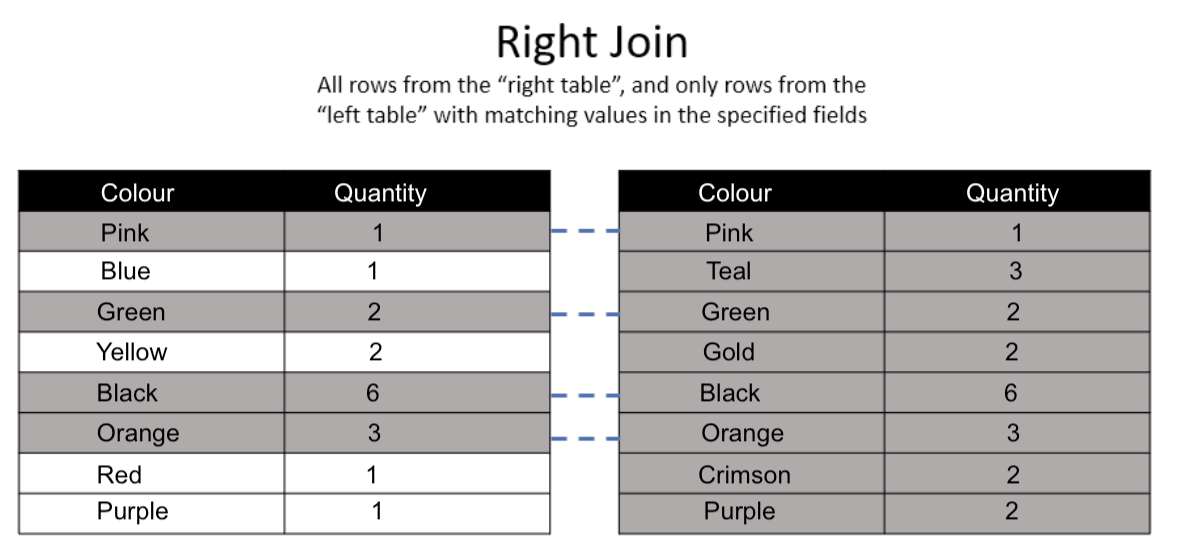 Right Join
All rows from the “right table”, and only rows from the
“left table” with matching values in the specified fields
Colour Quantity
Pink 1
Blue 1
Green 2
Yellow 2
Black 6
Orange 3
Red 1
Purple 1
Colour Quantity
Pink 1
Teal 3
Green 2
Gold 2
Black 6
Orange 3
Crimson 2
Purple 2